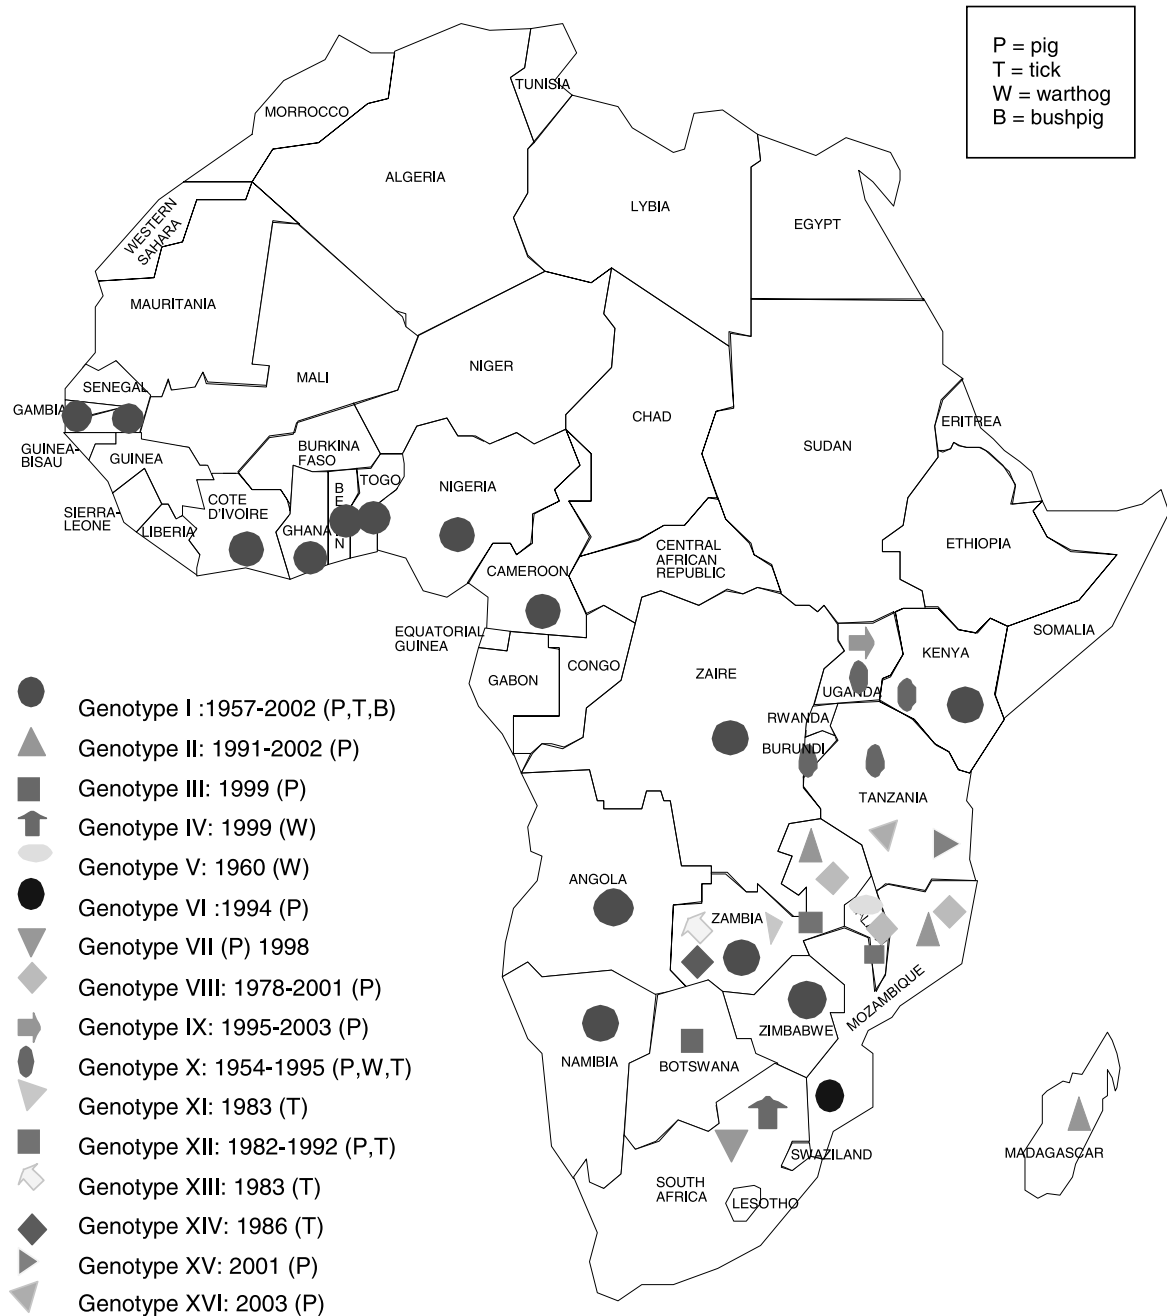 P = pig
T = tick
W = warthog
B = bushpig
TUNISIA
MORROCCO
ALGERIA
LYBIA
EGYPT
WESTERN
SAHARA
MAURITANIA
MALI
NIGER
CHAD
SUDAN
ERITREA
SENEGAL
GAMBIA
GUINEA-
BISAU
GUINEA
BURKINA
FASO
BE
N
TOGO
NIGERIA
SIERRA-
LEONE
LIBERIA
COTE
D'IVOIRE
GHANA
CENTRAL
AFRICAN
REPUBLIC
ETHIOPIA
CAMEROON
EQUATORIAL
GUINEA
GABON
CONGO
ZAIRE
UGANDA
KENYA
SOMALIA
RWANDA
BURUNDI
TANZANIA
ANGOLA
ZAMBIA
MOZAMBIQUE
ZIMBABWE
NAMIBIA
BOTSWANA
SWAZILAND
SOUTH
AFRICA
LESOTHO
MADAGASCAR
Genotype I :1957-2002 (P,T,B)
Genotype II: 1991-2002 (P)
Genotype III: 1999 (P)
Genotype IV: 1999 (W)
Genotype V: 1960 (W)
Genotype VI :1994 (P)
Genotype VII (P) 1998
Genotype VIII: 1978-2001 (P)
Genotype IX: 1995-2003 (P)
Genotype X: 1954-1995 (P,W,T)
Genotype XI: 1983 (T)
Genotype XII: 1982-1992 (P,T)
Genotype XIII: 1983 (T)
Genotype XIV: 1986 (T)
Genotype XV: 2001 (P)
Genotype XVI: 2003 (P)